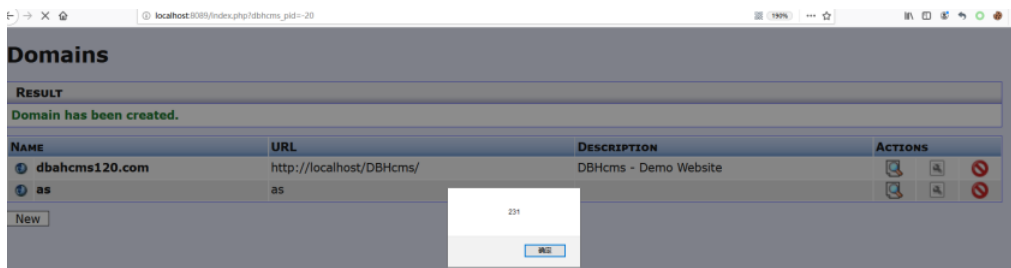 localhost:8089/index.php?dbhcms_pid=-20 190%
Domains
RESULT
Domain has been created.
NAME URL DESCRIPTION ACTIONS
dbahcms120.com http://localhost/DBHcms/ DBHcms - Demo Website
as as
New
231
确定